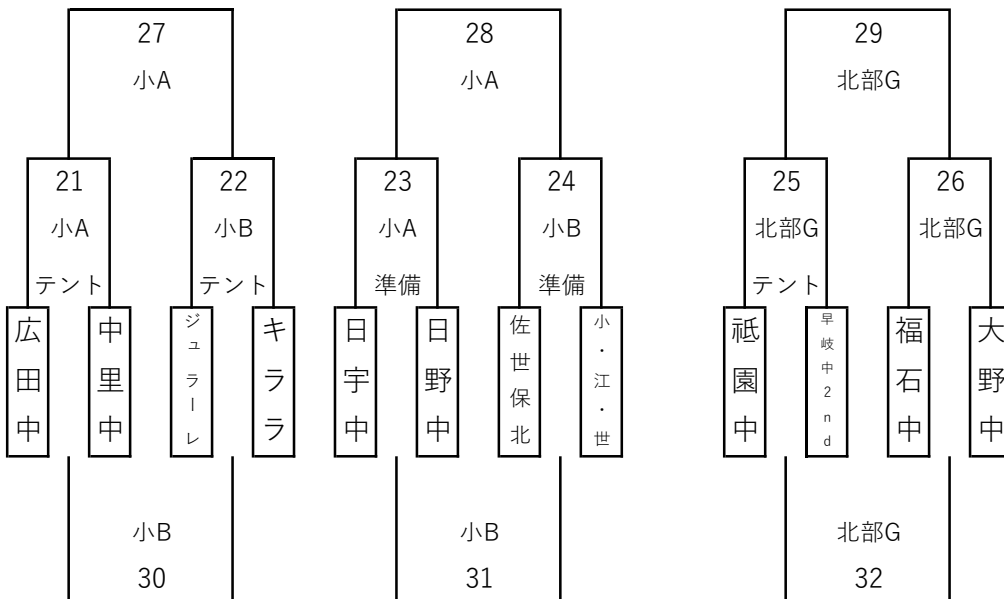 27
28
29
小A
小A
北部G
21
22
23
24
25
26
小A
小B
小A
小B
北部G
北部G
テント
テント
準備
準備
テント
広田中
中里中
ジュラーレ
キララ
日宇中
日野中
佐世保北
小・江・世
祗園中
早岐中2nd
福石中
大野中
小B
小B
北部G
30
31
32